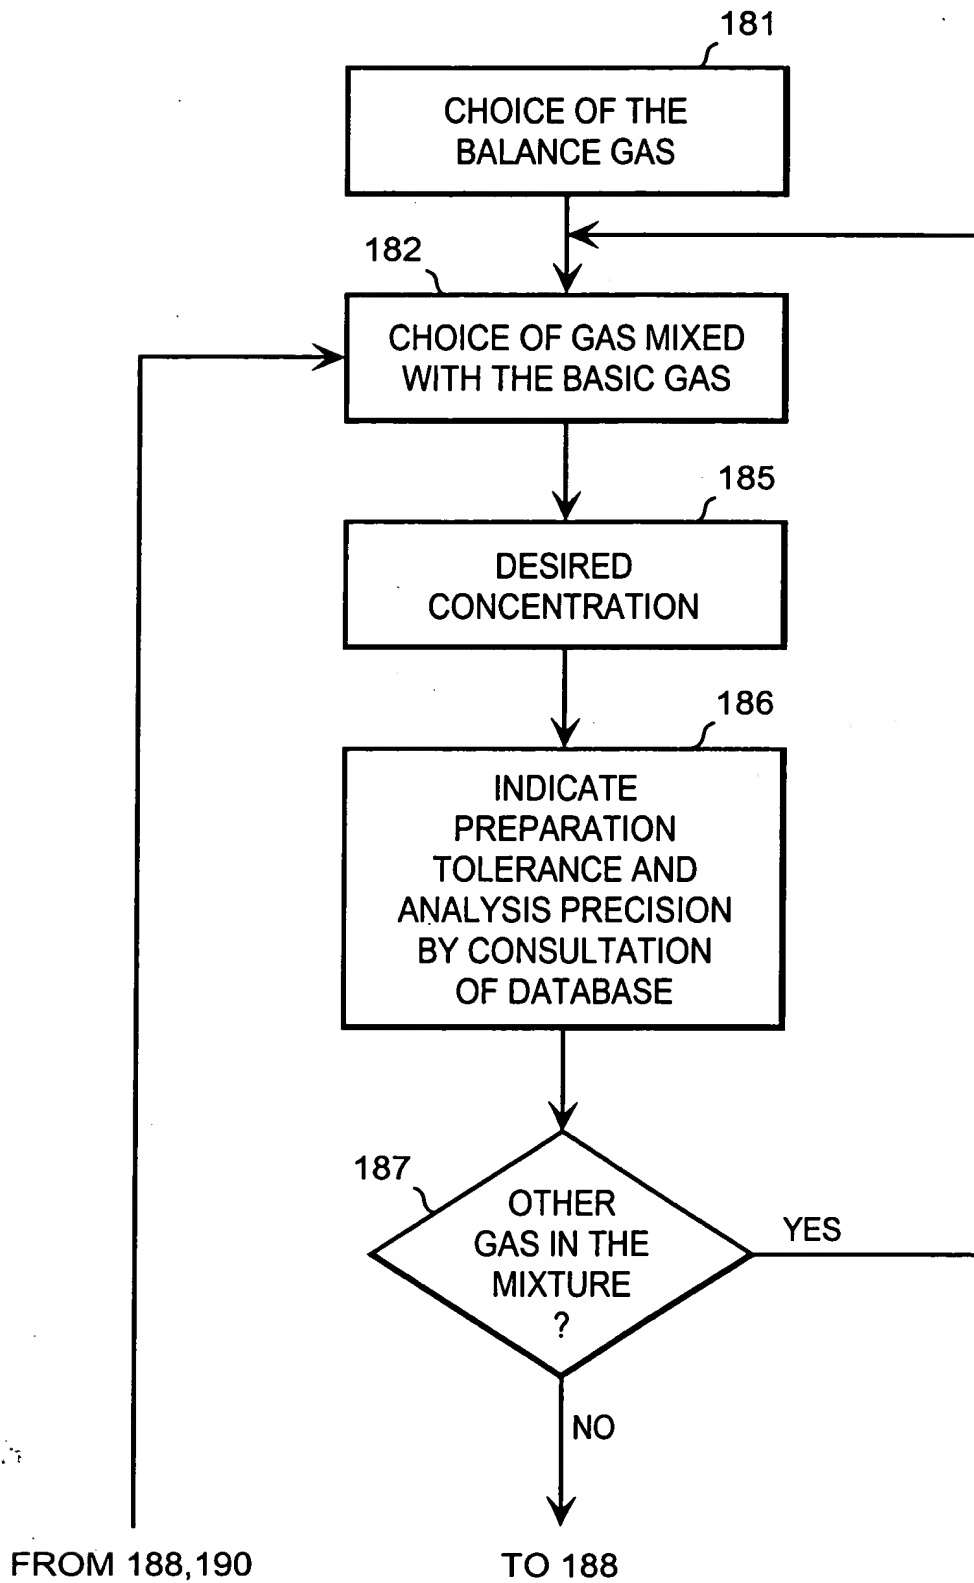 181
CHOICE OF THE
BALANCE GAS
182
CHOICE OF GAS MIXED
WITH THE BASIC GAS
185
DESIRED
CONCENTRATION
186
INDICATE
PREPARATION
TOLERANCE AND
ANALYSIS PRECISION
BY CONSULTATION
OF DATABASE
187
OTHER
GAS IN THE
MIXTURE
?
YES
NO
FROM 188,190
TO 188